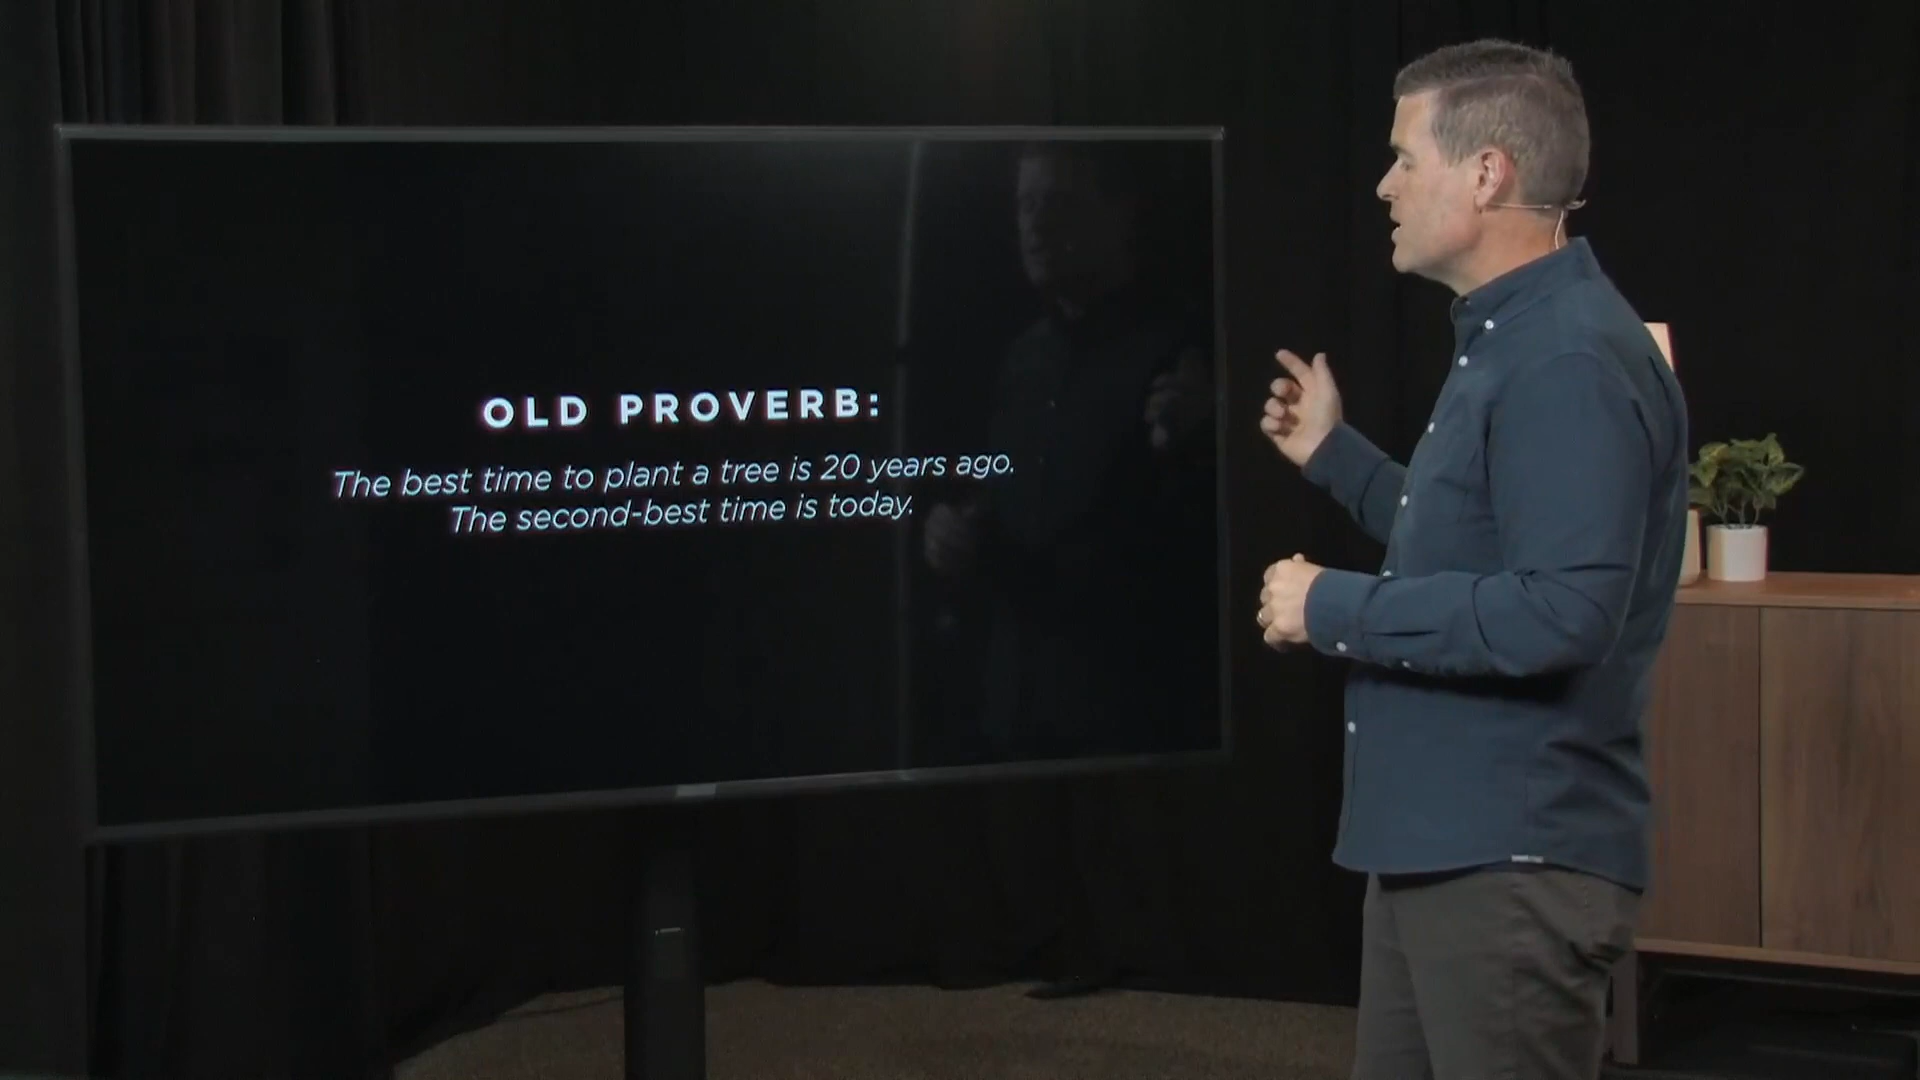 OLD PROVERB:
The best time to plant a tree is 20 years ago.
The second-best time is today.